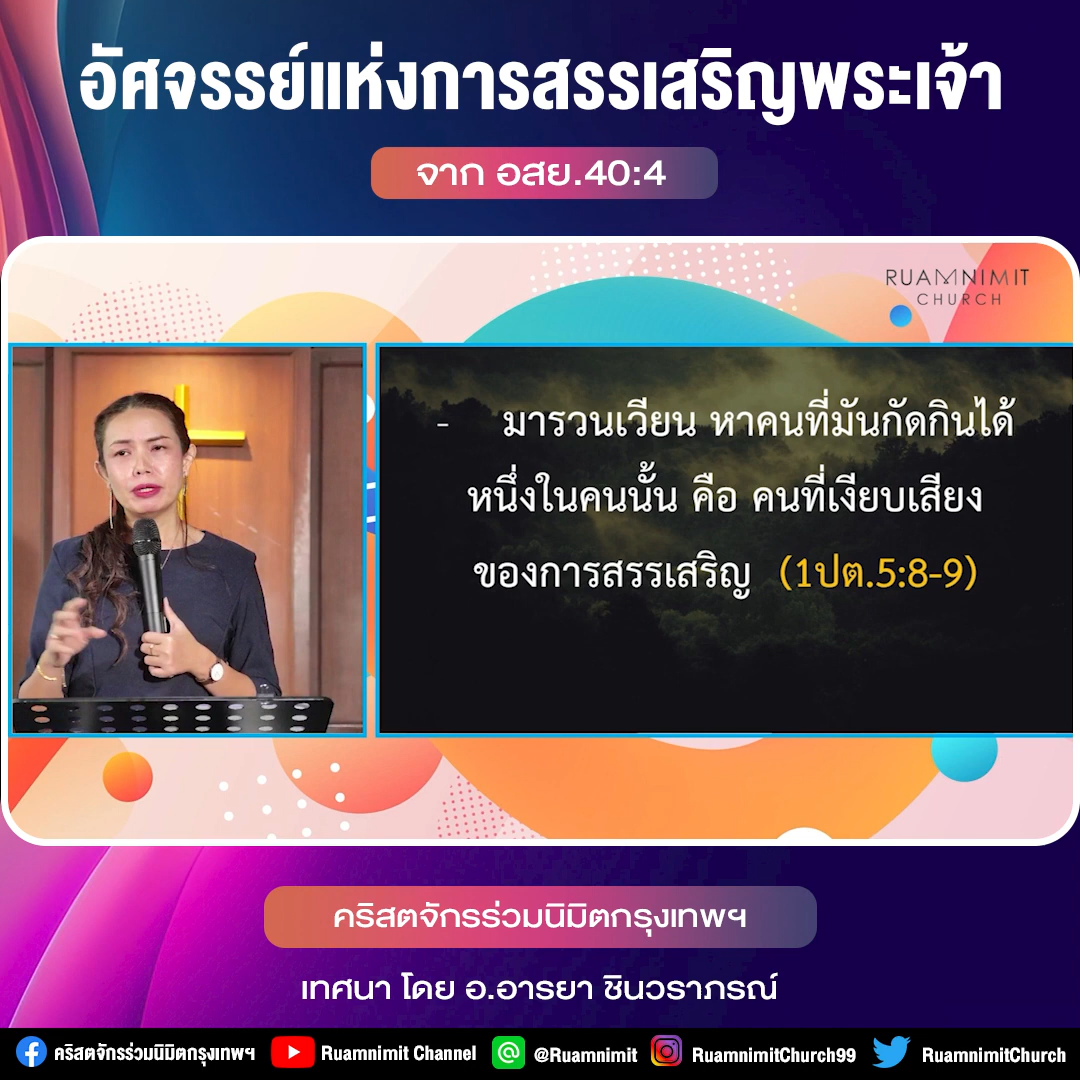 อัศจรรย์แห่งการสรรเสริญพระเจ้า
จาก อสย.40:4
RUAMNIMIT
CHURCH
- มารวนเวียน หาคนที่มันกัดกินได้
หนึ่งในคนนั้น คือ คนที่เงียบเสียง
ของการสรรเสริญ (1ปต.5:8-9)
คริสตจักรร่วมนิมิตกรุงเทพฯ
เทศนา โดย อ.อารยา ชินวราภรณ์
คริสตจักรร่วมนิมิตกรุงเทพฯ Ruamnimit Channel @Ruamnimit RuamnimitChurch99 RuamnimitChurch